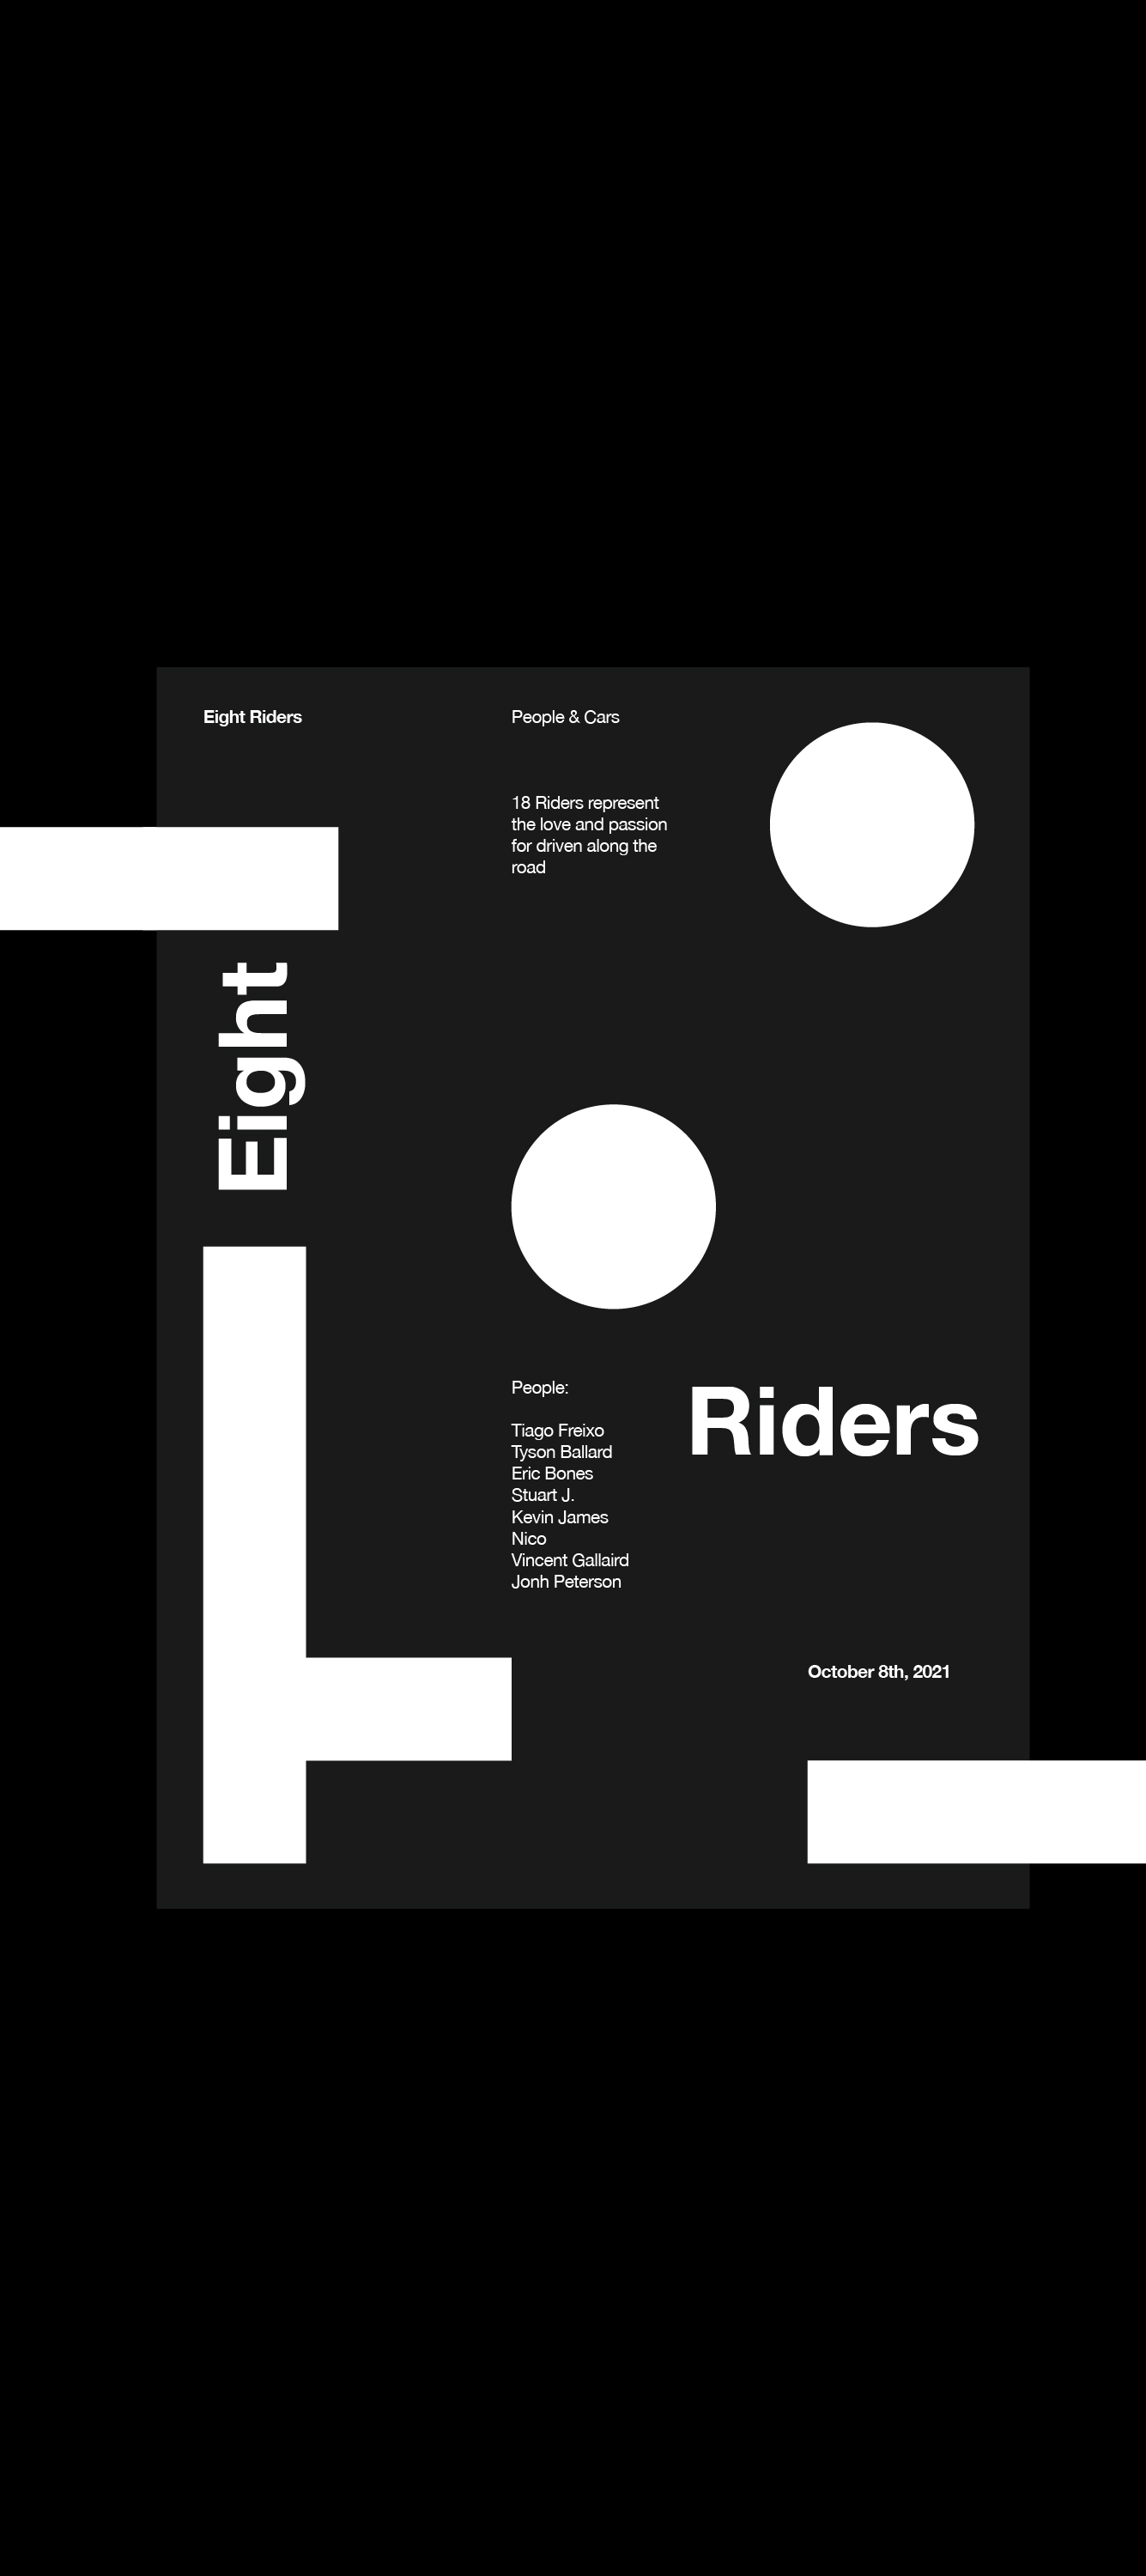 Eight Riders
People & Cars
18 Riders represent
the love and passion
for driven along the
road
Eight
Riders
People:
Tiago Freixo
Tyson Ballard
Eric Bones
Stuart J.
Kevin James
Nico
Vincent Gallaird
Jonh Peterson
October 8th, 2021